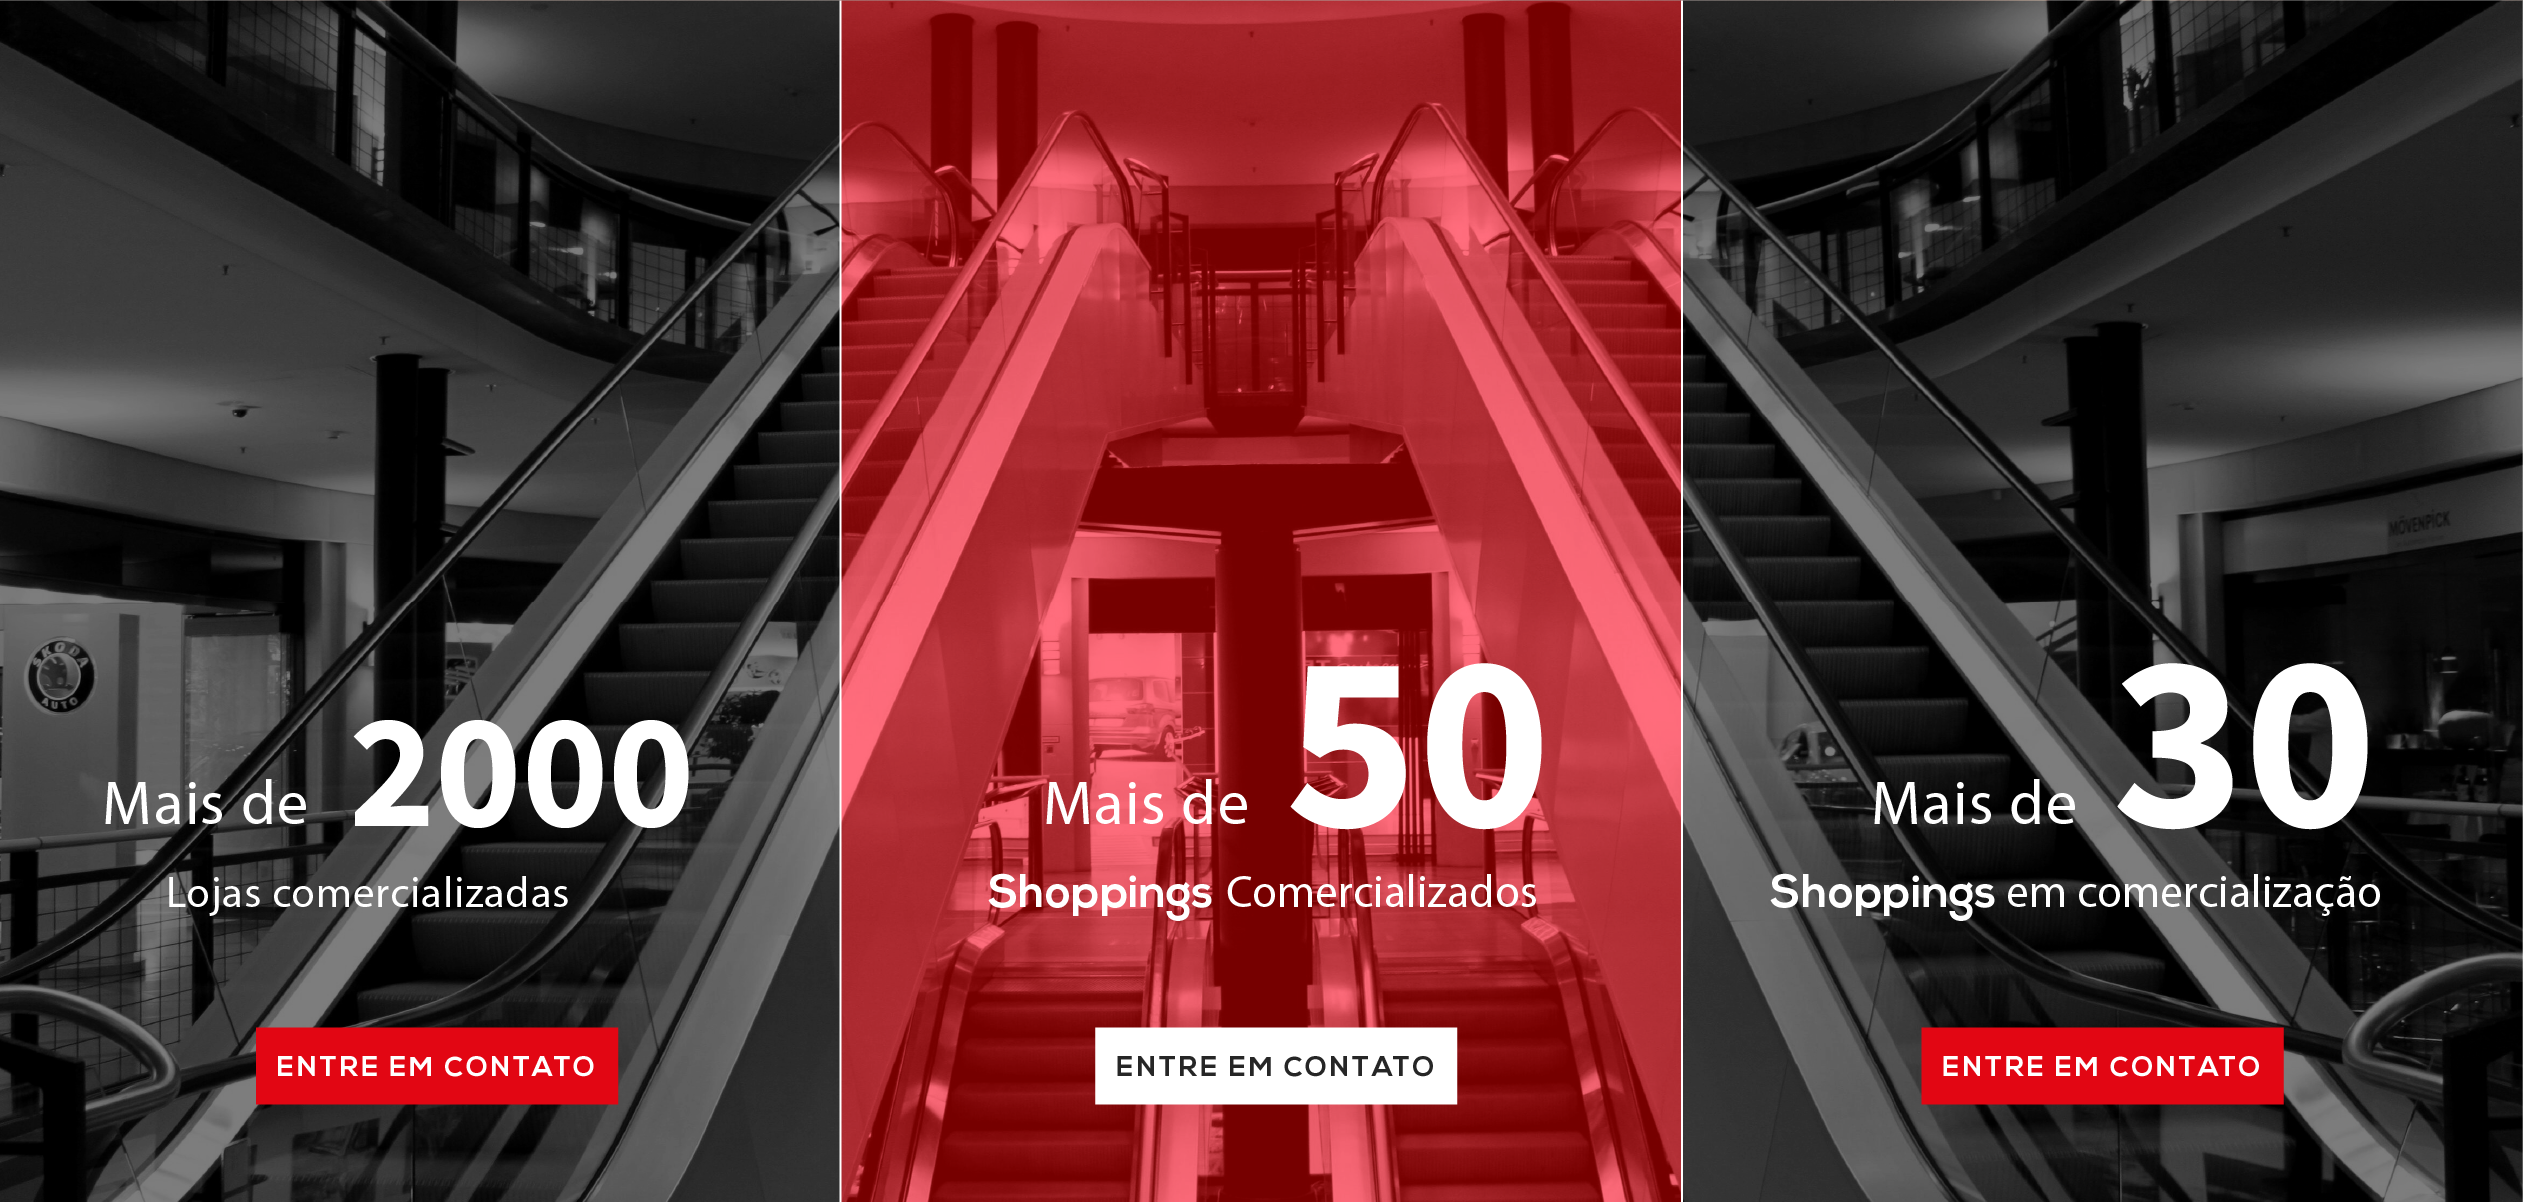 MÖVENPICK
SKODA
AUTO
Mais de 2000
Lojas comercializadas
ENTRE EM CONTATO
Mais de 50
Shoppings Comercializados
ENTRE EM CONTATO
Mais de 30
Shoppings em comercialização
ENTRE EM CONTATO